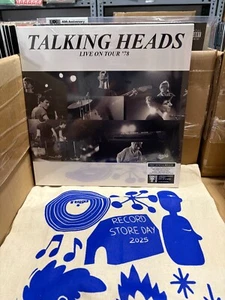 TALKING HEADS
LIVE ON TOUR '78
RECORD
STORE DAY
2025